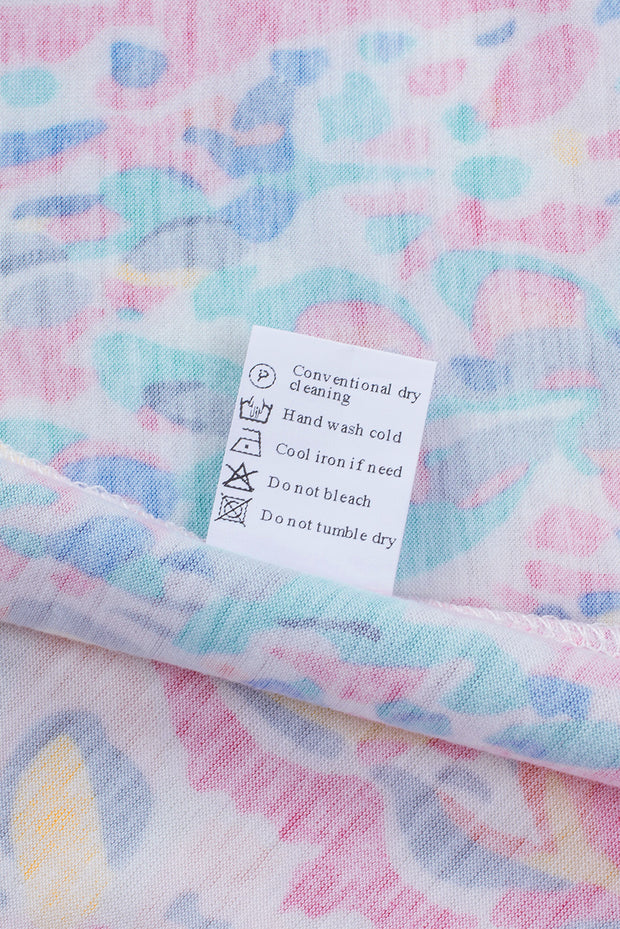 P
Conventional dry
cleaning
Hand wash cold
Cool iron if need
Do not bleach
Do not tumble dry